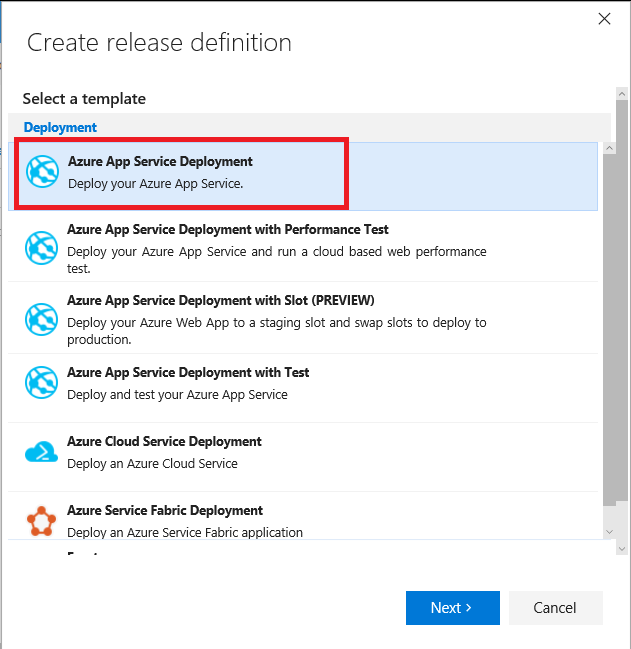 Create release definition
Select a template
Deployment
Azure App Service Deployment
Deploy your Azure App Service.
Azure App Service Deployment with Performance Test
Deploy your Azure App Service and run a cloud based web performance
test.
Azure App Service Deployment with Slot (PREVIEW)
Deploy your Azure Web App to a staging slot and swap slots to deploy to
production.
Azure App Service Deployment with Test
Deploy and test your Azure App Service
Azure Cloud Service Deployment
Deploy an Azure Cloud Service
Azure Service Fabric Deployment
Deploy an Azure Service Fabric application
Next
Cancel